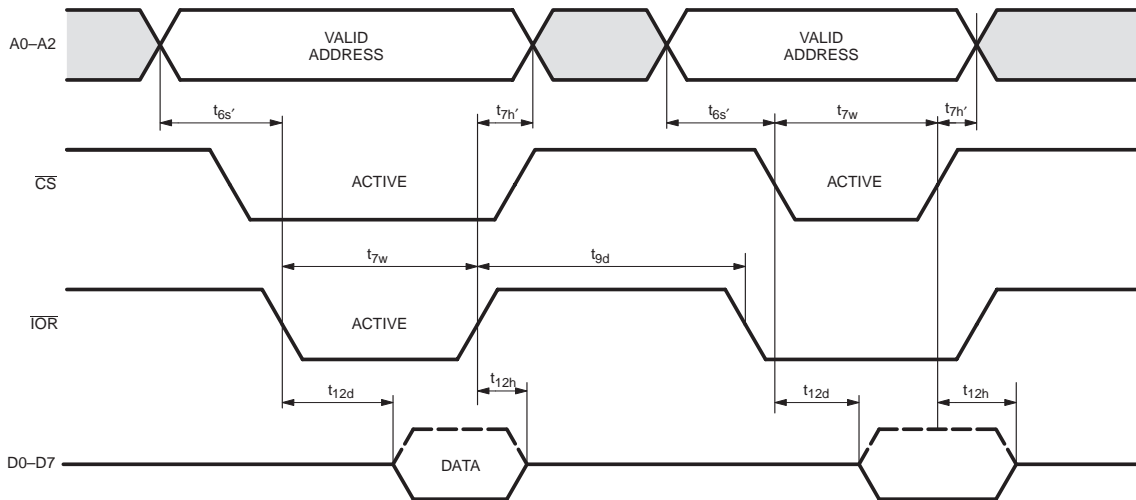 A0–A2
VALID
ADDRESS
VALID
ADDRESS
t6s′
t7h′
t6s′
t7w
t7h′
CS
ACTIVE
ACTIVE
t7w
t9d
IOR
ACTIVE
t12d
t12h
t12d
t12h
D0–D7
DATA